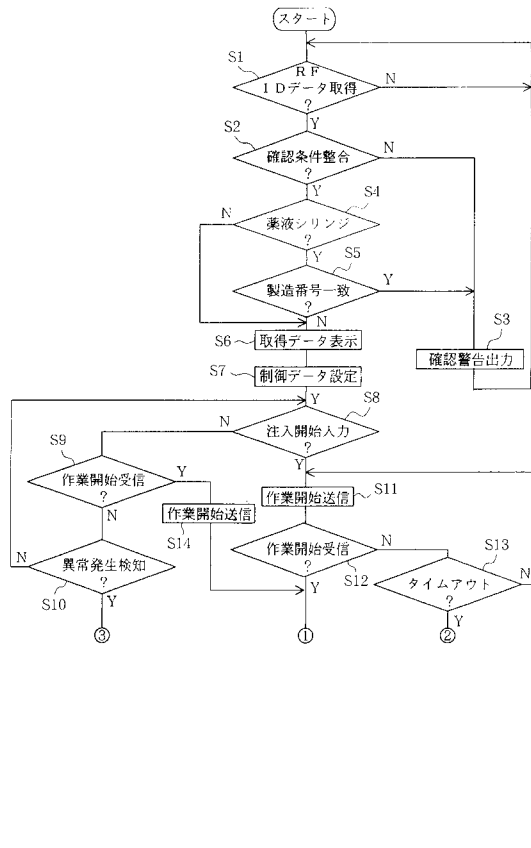 スタート
S1
RF
IDデータ取得
?
N
Y
S2
確認条件整合
?
N
Y
S4
薬液シリンジ
?
N
Y
S5
製造番号一致
?
Y
N
S6
取得データ表示
S3
確認警告出力
S7
制御データ設定
Y
S8
注入開始入力
?
N
Y
S9
作業開始受信
?
Y
N
S11
作業開始送信
作業開始送信
S14
作業開始受信
?
N
S12
Y
S13
タイムアウト
?
N
Y
異常発生検知
?
N
S10
Y
③
①
②